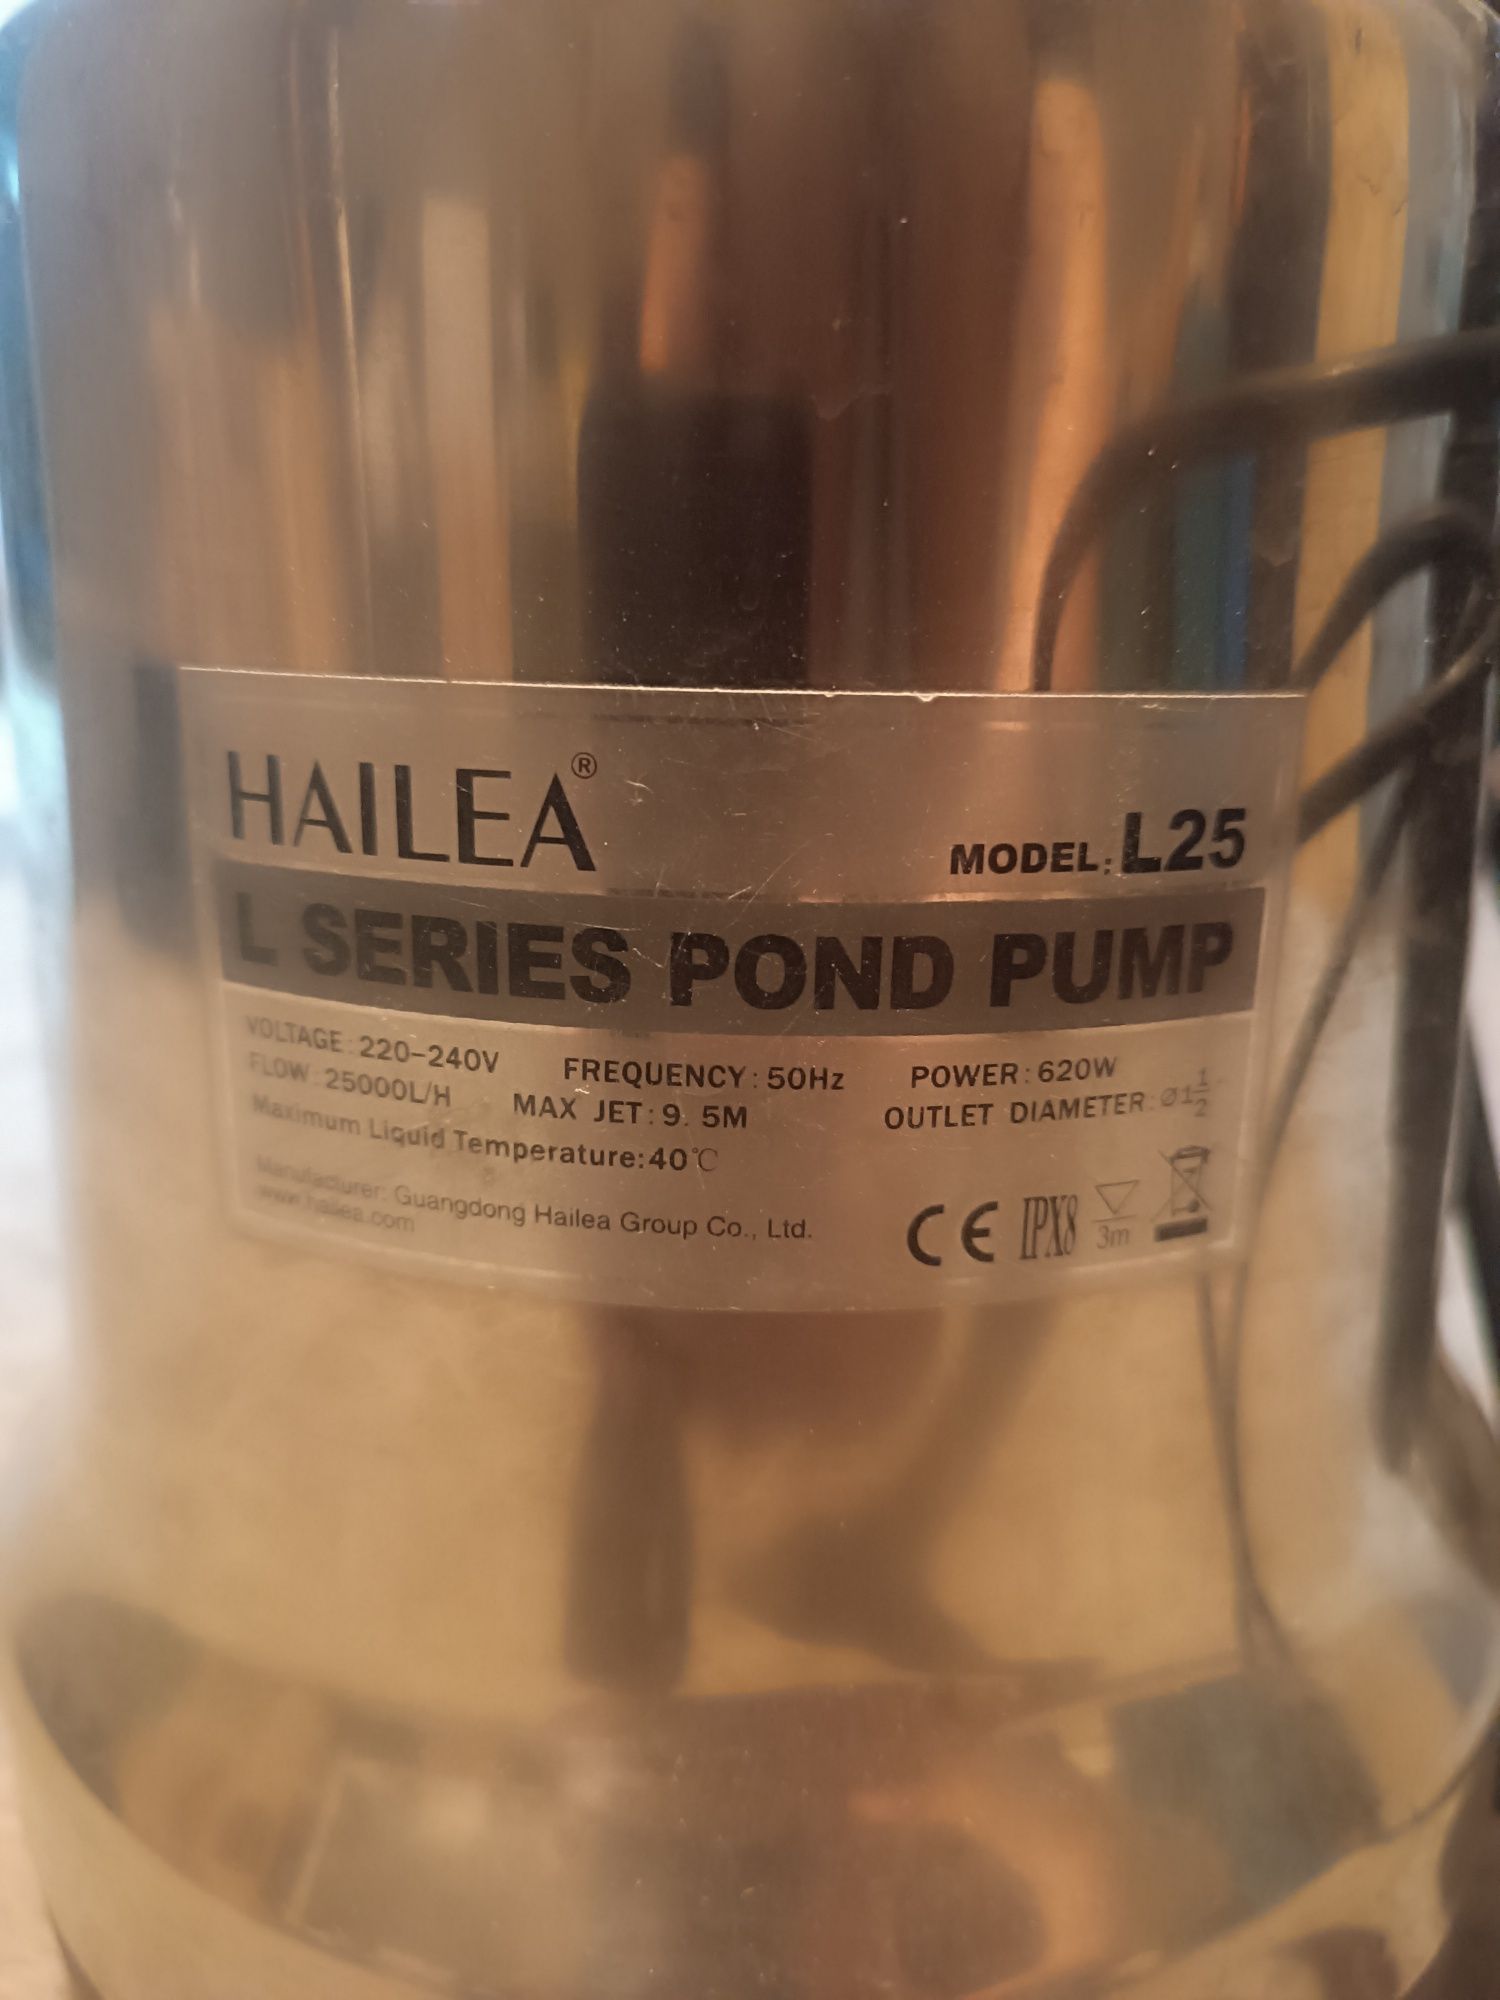 HAILEA®
MODEL: L25
L SERIES POND PUMP
VOLTAGE: 220-240V FREQUENCY: 50Hz POWER: 620W
FLOW: 25000L/H MAX JET: 9. 5M OUTLET DIAMETER: Ø1 1/2
Maximum Liquid Temperature: 40℃
Manufacturer: Guangdong Hailea Group Co., Ltd.
www.hailea.com
CE IPX8 3m